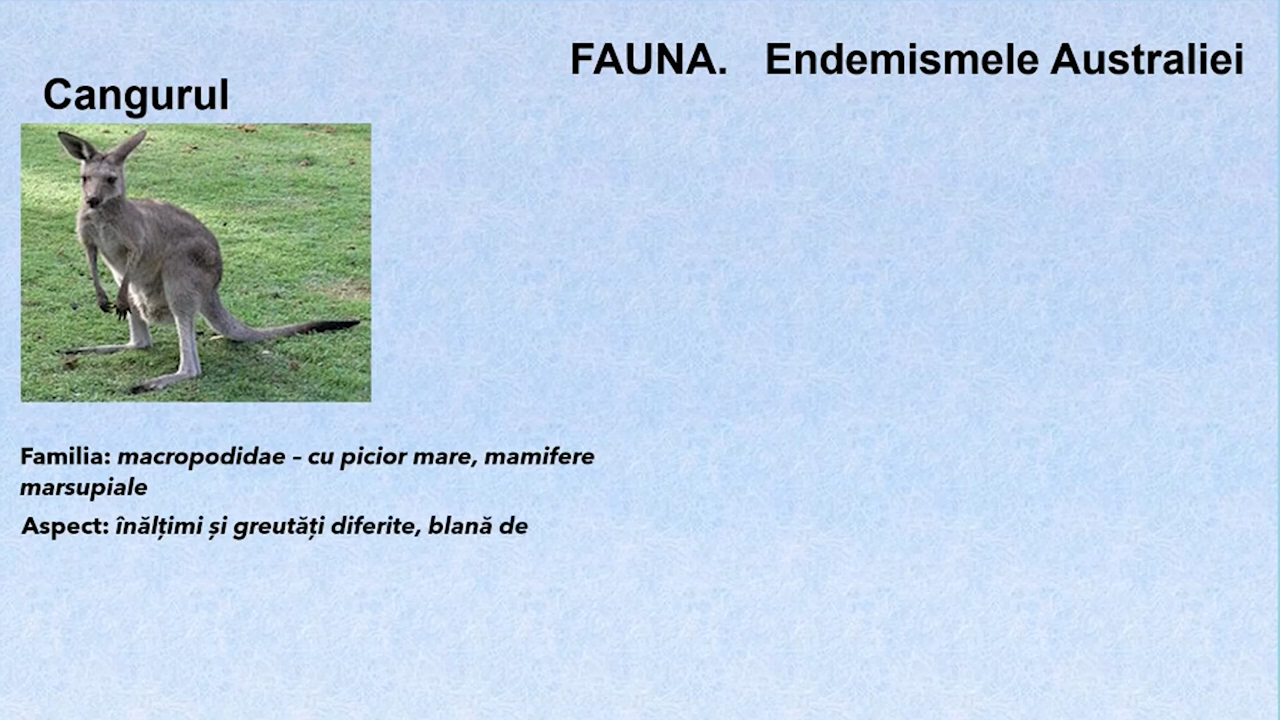 FAUNA. Endemismele Australiei
Cangurul
Familia: macropodidae – cu picior mare, mamifere
marsupiale
Aspect: înălțimi și greutăți diferite, blană de